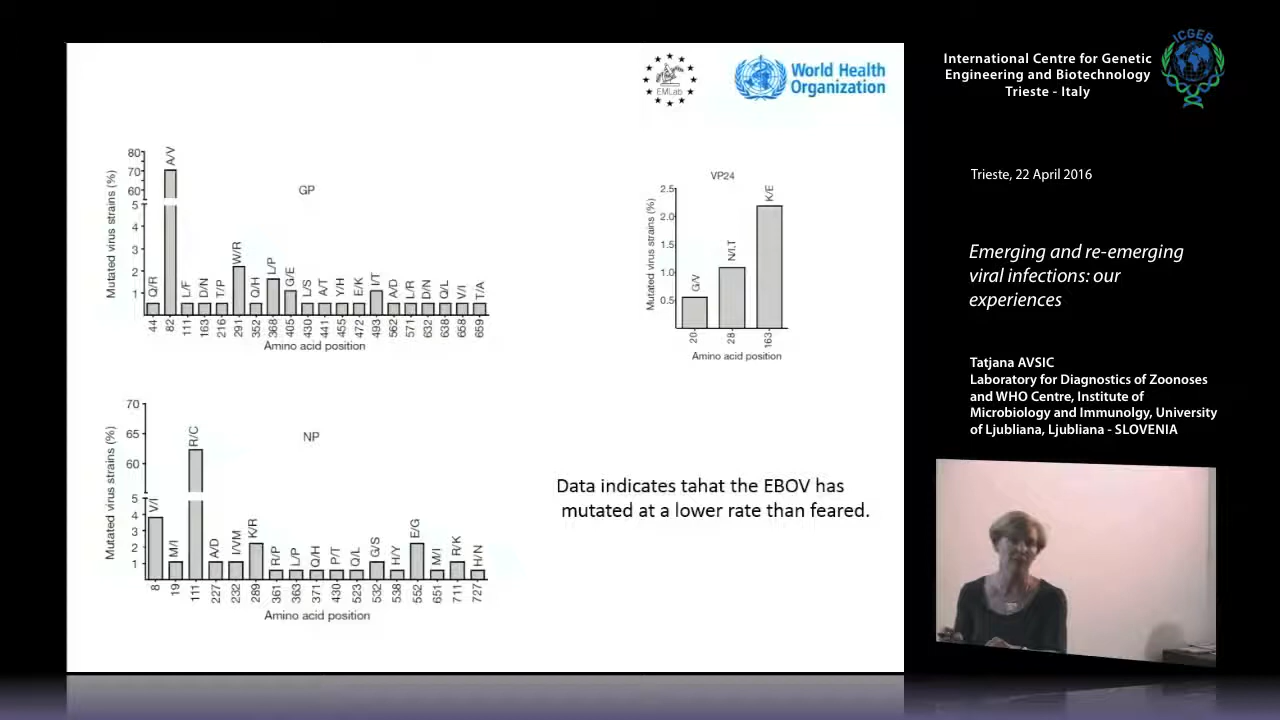 EMLab
World Health
Organization
GP
Mutated virus strains (%)
80
70
60
5
4
3
2
1
Q/R
A/V
L/F
D/N
T/P
W/R
Q/H
L/P
G/E
L/S
A/T
Y/H
E/K
I/T
A/D
L/R
D/N
Q/L
V/I
T/A
44
82
111
163
216
291
352
368
405
430
441
455
472
493
562
571
632
638
658
659
Amino acid position
VP24
Mutated virus strains (%)
2.5
2.0
1.5
1.0
0.5
G/V
N/I,T
K/E
20
28
163
Amino acid position
NP
Mutated virus strains (%)
70
65
60
5
4
3
2
1
V/I
M/I
R/C
A/D
I/VM
K/R
R/P
L/P
Q/H
P/T
Q/L
G/S
H/Y
E/G
M/I
R/K
H/N
8
19
111
227
232
289
361
363
371
430
523
532
538
552
651
711
727
Amino acid position
Data indicates tahat the EBOV has
mutated at a lower rate than feared.
International Centre for Genetic
Engineering and Biotechnology
Trieste - Italy
ICGEB
Trieste, 22 April 2016
Emerging and re-emerging
viral infections: our
experiences
Tatjana AVSIC
Laboratory for Diagnostics of Zoonoses
and WHO Centre, Institute of
Microbiology and Immunolgy, University
of Ljubliana, Ljubliana - SLOVENIA